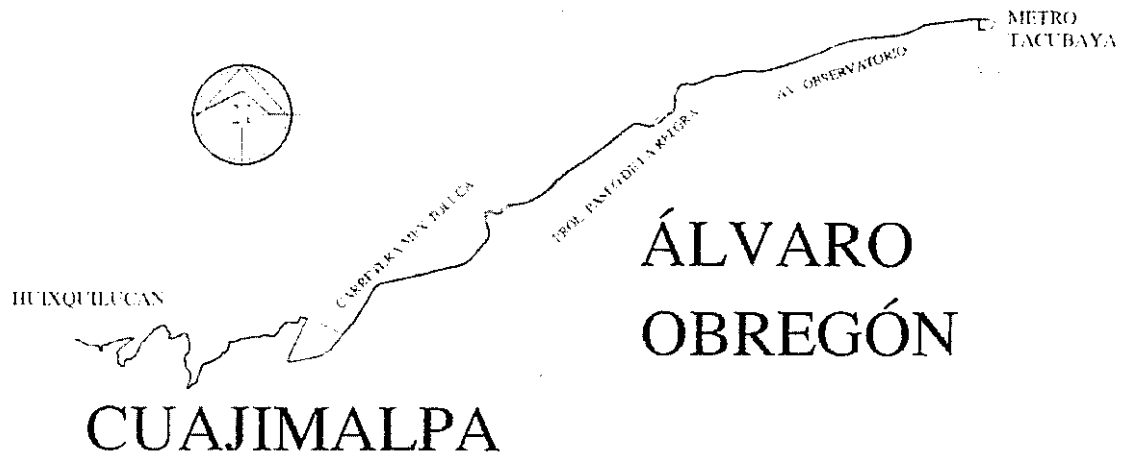 METRO
TACUBAYA
AV. OBSERVATORIO
PROL. PASEO DE LA REFORMA
CARRETERA MEX TOLUCA
ÁLVARO
OBREGÓN
HUIXQUILUCAN
CUAJIMALPA